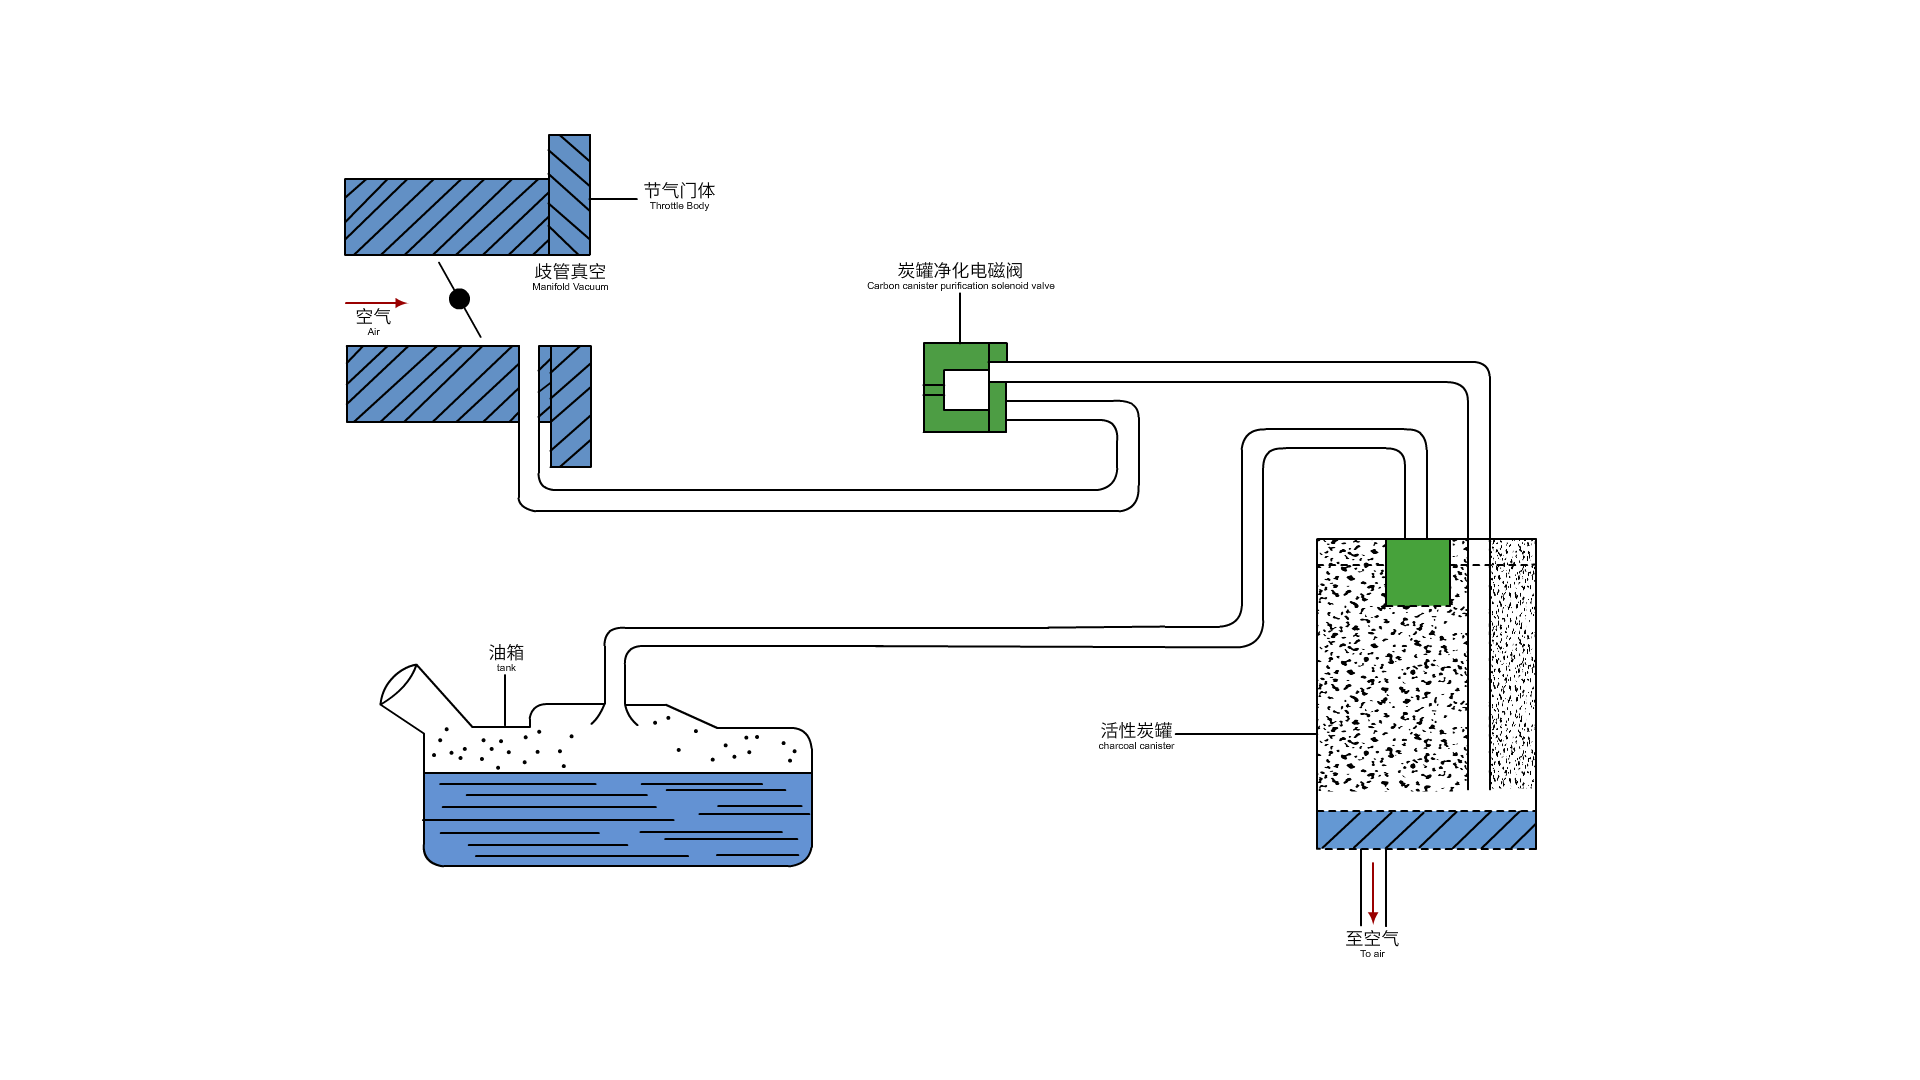 节气门体
Throttle Body
歧管真空
Manifold Vacuum
炭罐净化电磁阀
Carbon canister purification solenoid valve
空气
Air
油箱
tank
活性炭罐
charcoal canister
至空气
To air